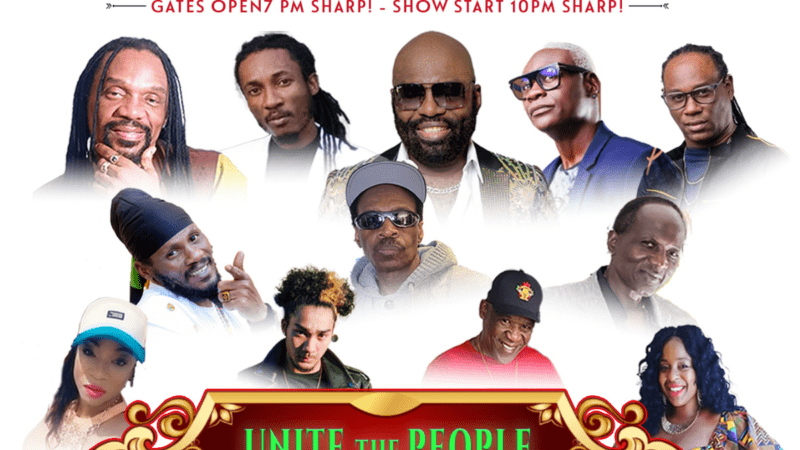 GATES OPEN7 PM SHARP! - SHOW START 10PM SHARP!
UNITE THE PEOPLE